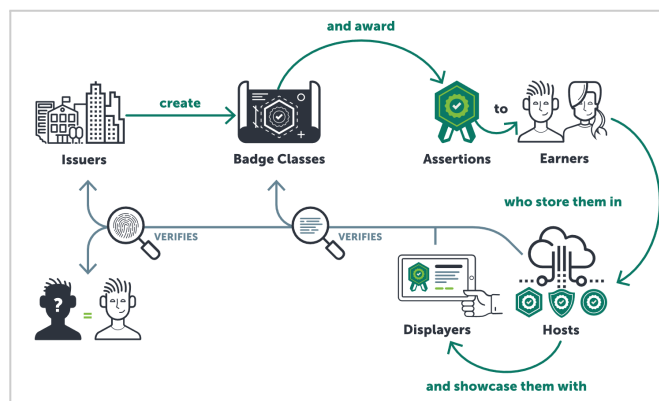 and award
create
to
Issuers
Badge Classes
Assertions
Earners
who store them in
VERIFIES
VERIFIES
?
=
Displayers
Hosts
and showcase them with